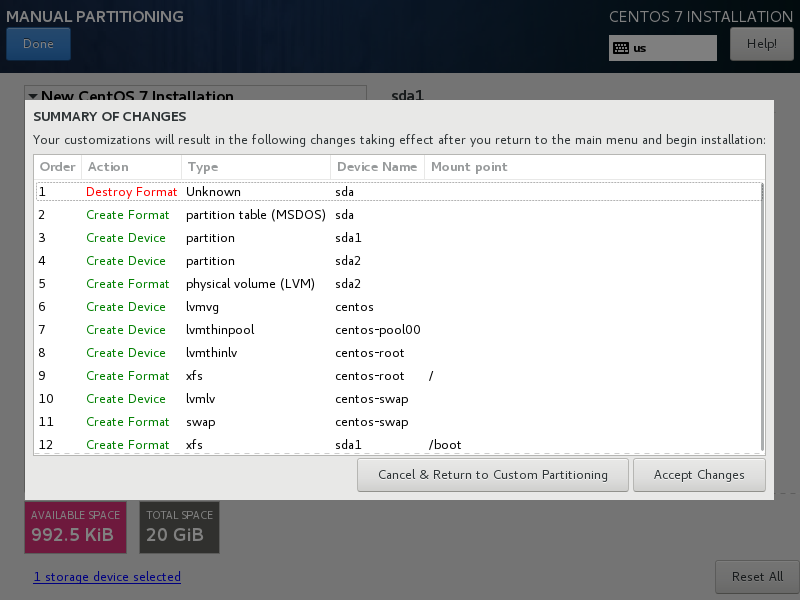 MANUAL PARTITIONING
CENTOS 7 INSTALLATION
Done
us
Help!
New CentOS 7 Installation
sda1
SUMMARY OF CHANGES
Your customizations will result in the following changes taking effect after you return to the main menu and begin installation:
Order Action Type Device Name Mount point
1 Destroy Format Unknown sda
2 Create Format partition table (MSDOS) sda
3 Create Device partition sda1
4 Create Device partition sda2
5 Create Format physical volume (LVM) sda2
6 Create Device lvmvg centos
7 Create Device lvmthinpool centos-pool00
8 Create Device lvmthinlv centos-root
9 Create Format xfs centos-root /
10 Create Device lvmlv centos-swap
11 Create Format swap centos-swap
12 Create Format xfs sda1 /boot
Cancel & Return to Custom Partitioning Accept Changes
AVAILABLE SPACE
992.5 KiB
TOTAL SPACE
20 GiB
1 storage device selected
Reset All